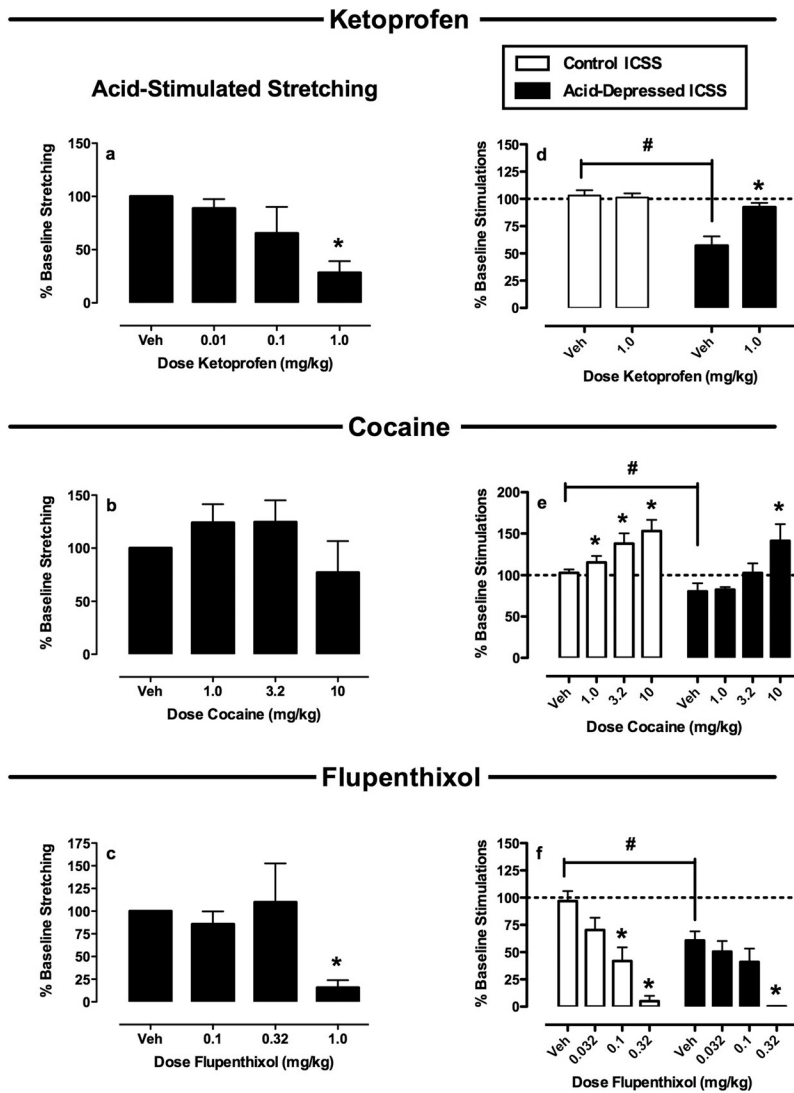 Ketoprofen
Acid-Stimulated Stretching
Control ICSS
Acid-Depressed ICSS
a
% Baseline Stretching
150
100
50
0
*
Veh 0.01 0.1 1.0
Dose Ketoprofen (mg/kg)
d
% Baseline Stimulations
150
125
100
75
50
25
0
#
*
Veh 1.0 Veh 1.0
Dose Ketoprofen (mg/kg)
Cocaine
b
% Baseline Stretching
150
100
50
0
Veh 1.0 3.2 10
Dose Cocaine (mg/kg)
e
% Baseline Stimulations
200
150
100
50
0
#
* * * *
Veh 1.0 3.2 10 Veh 1.0 3.2 10
Dose Cocaine (mg/kg)
Flupenthixol
c
% Baseline Stretching
175
150
125
100
75
50
25
0
*
Veh 0.1 0.32 1.0
Dose Flupenthixol (mg/kg)
f
% Baseline Stimulations
150
125
100
75
50
25
0
#
* * *
Veh 0.032 0.1 0.32 Veh 0.032 0.1 0.32
Dose Flupenthixol (mg/kg)